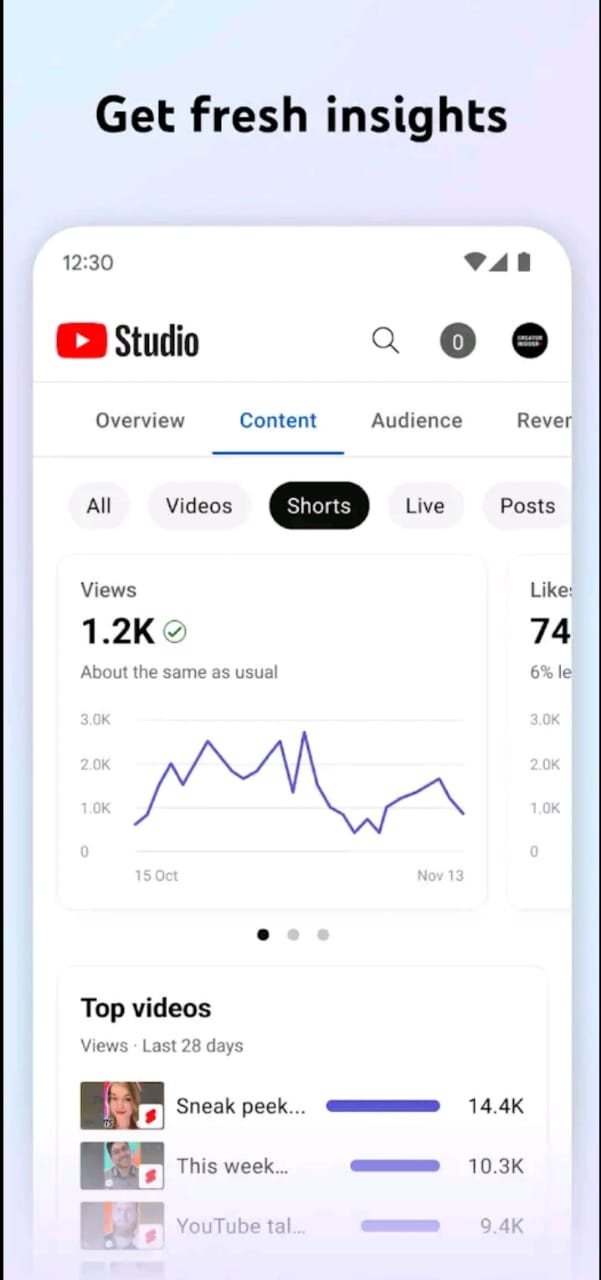 Get fresh insights
12:30
Studio
0
CREATOR INSIDER
Overview Content Audience Rever
All Videos Shorts Live Posts
Views
1.2K
About the same as usual
3.0K
2.0K
1.0K
0
15 Oct Nov 13
Like
74
6% le
3.0K
2.0K
1.0K
0
Top videos
Views · Last 28 days
Sneak peek... 14.4K
This week... 10.3K
YouTube tal... 9.4K